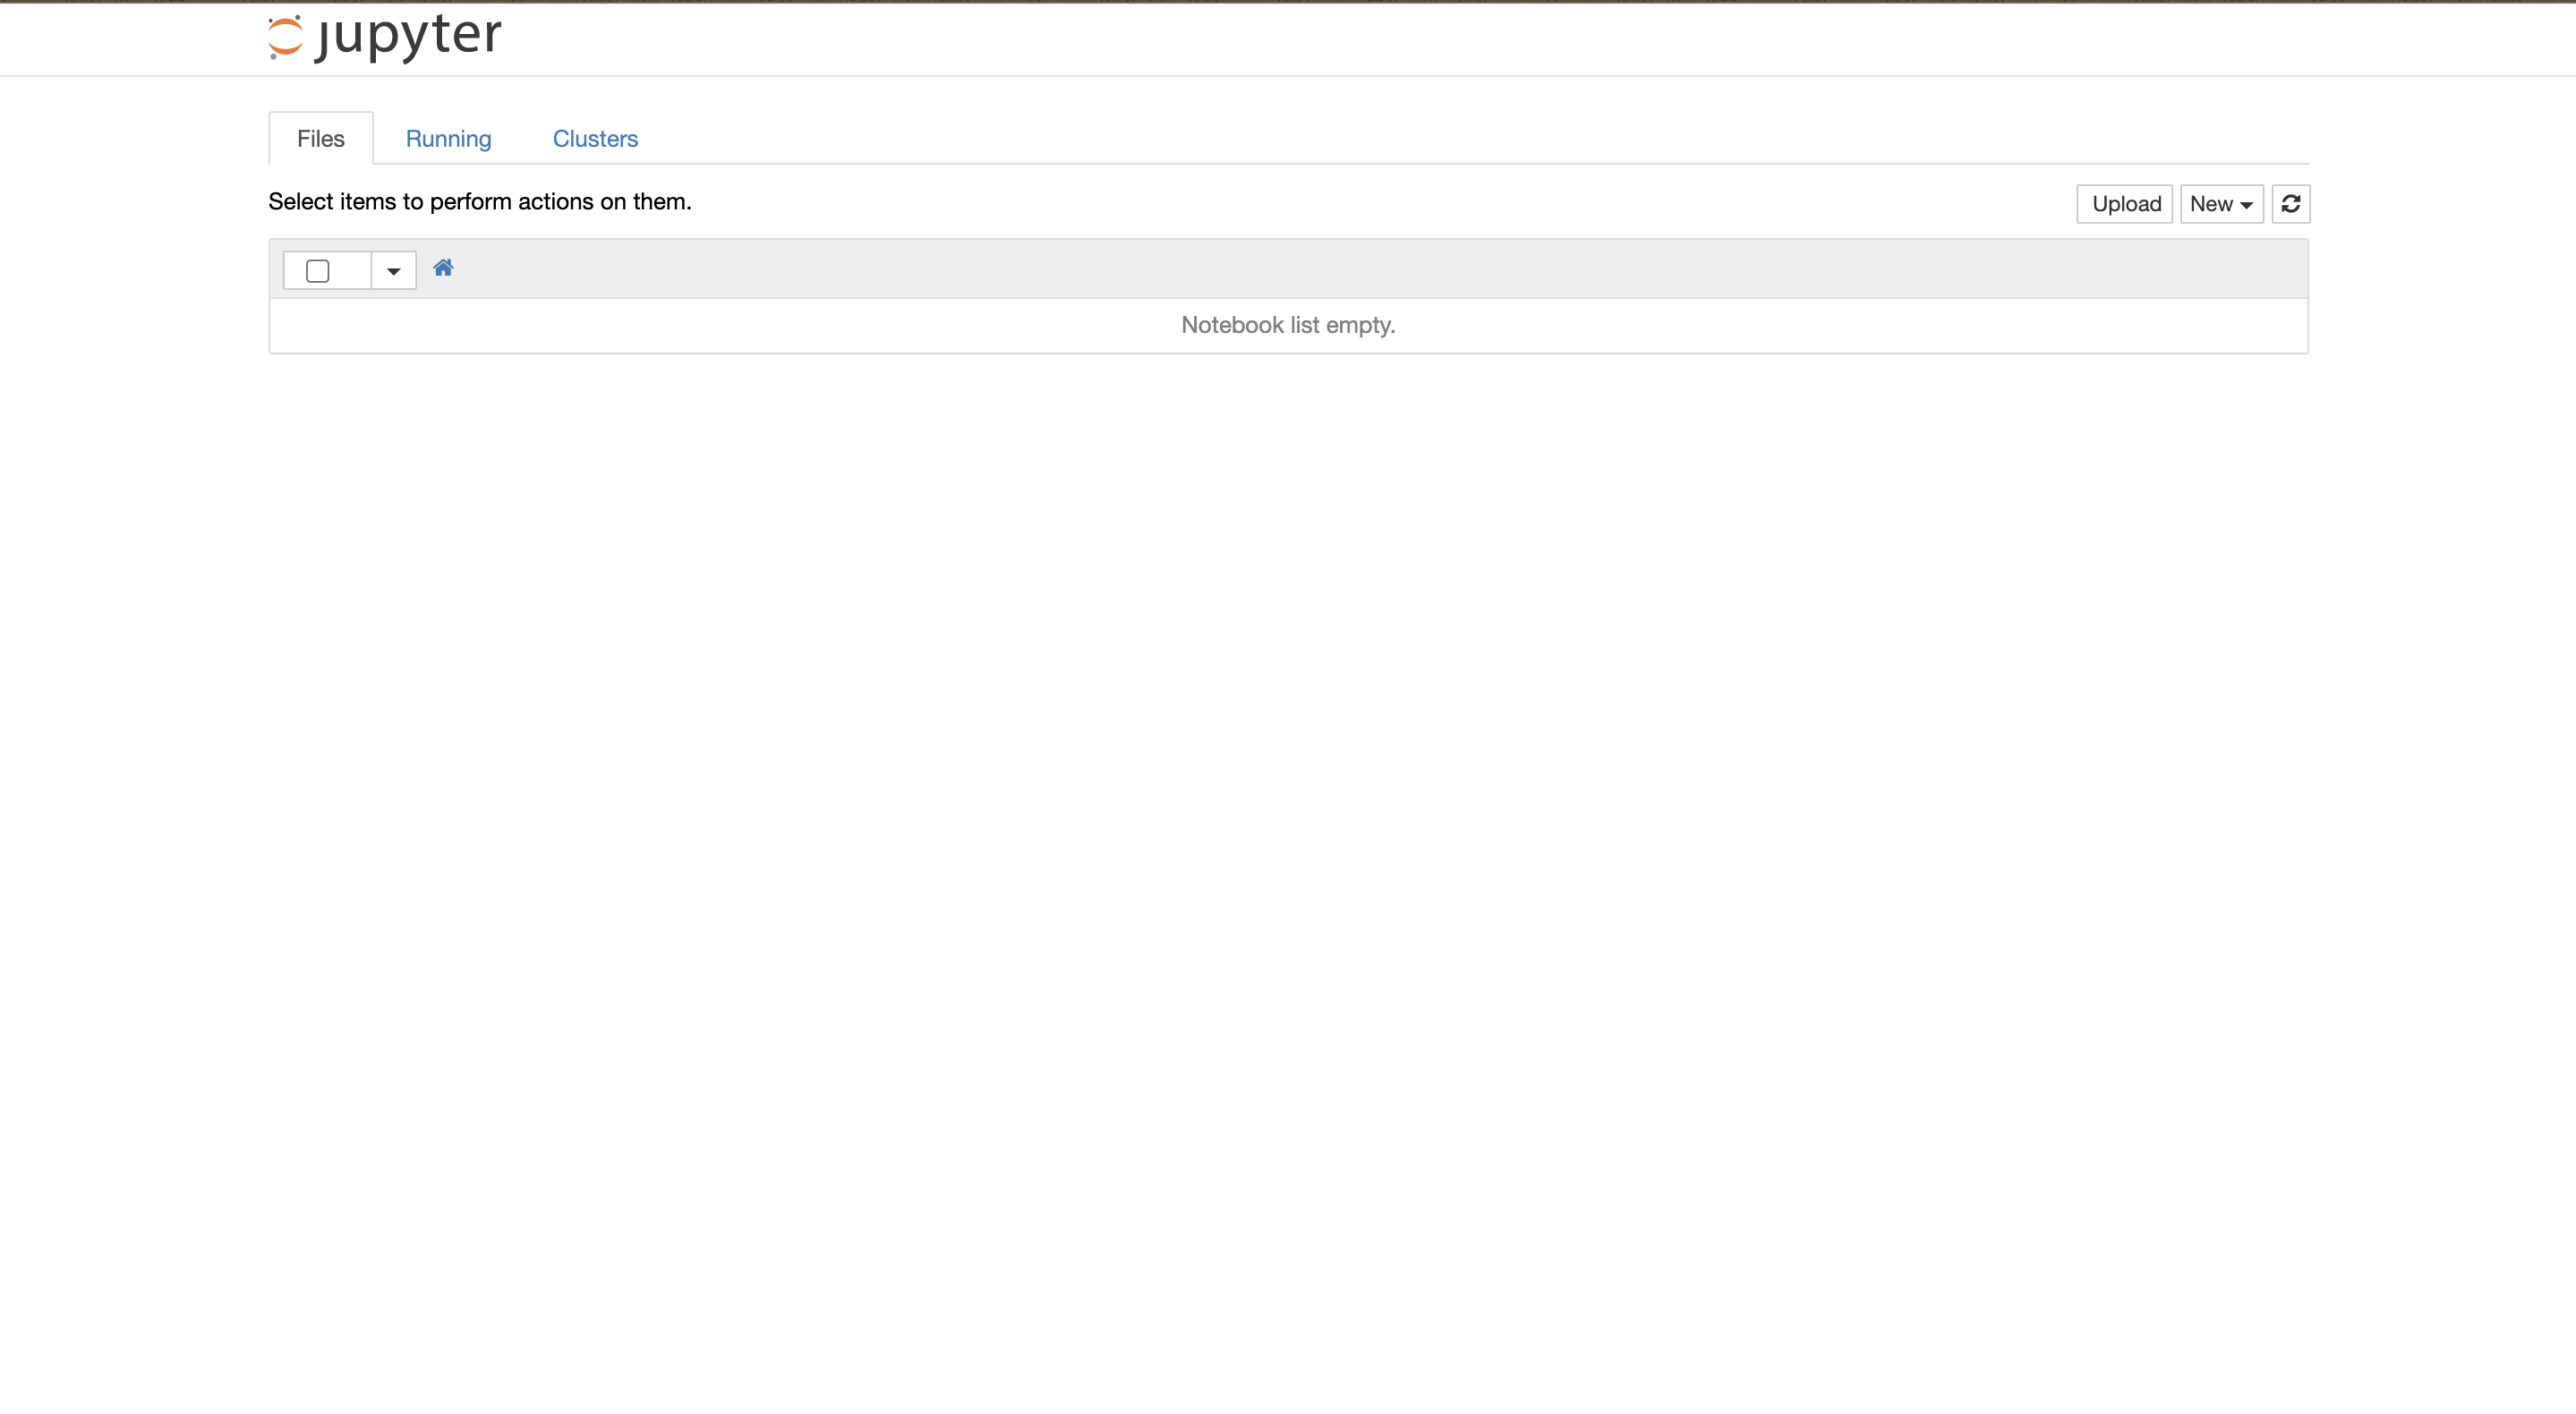 jupyter
Files Running Clusters
Select items to perform actions on them.
Upload New
Notebook list empty.